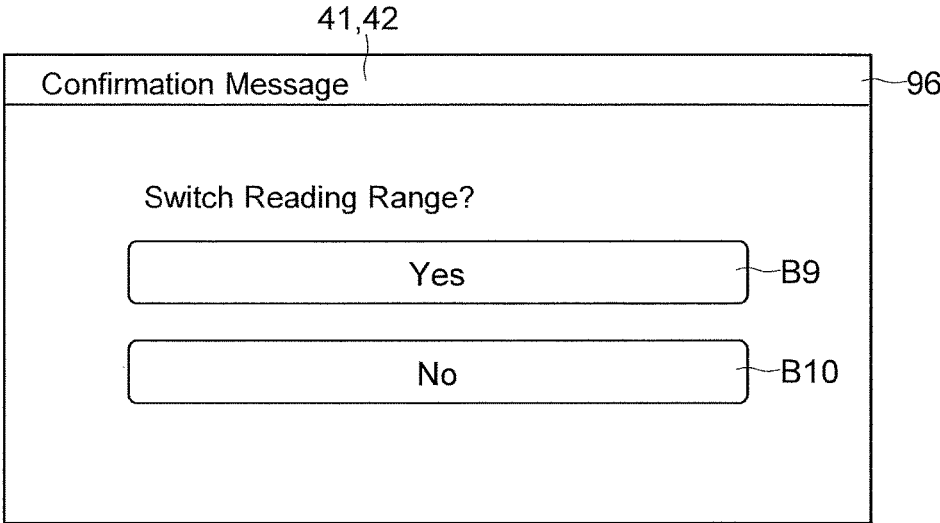 41,42
Confirmation Message
96
Switch Reading Range?
Yes
B9
No
B10